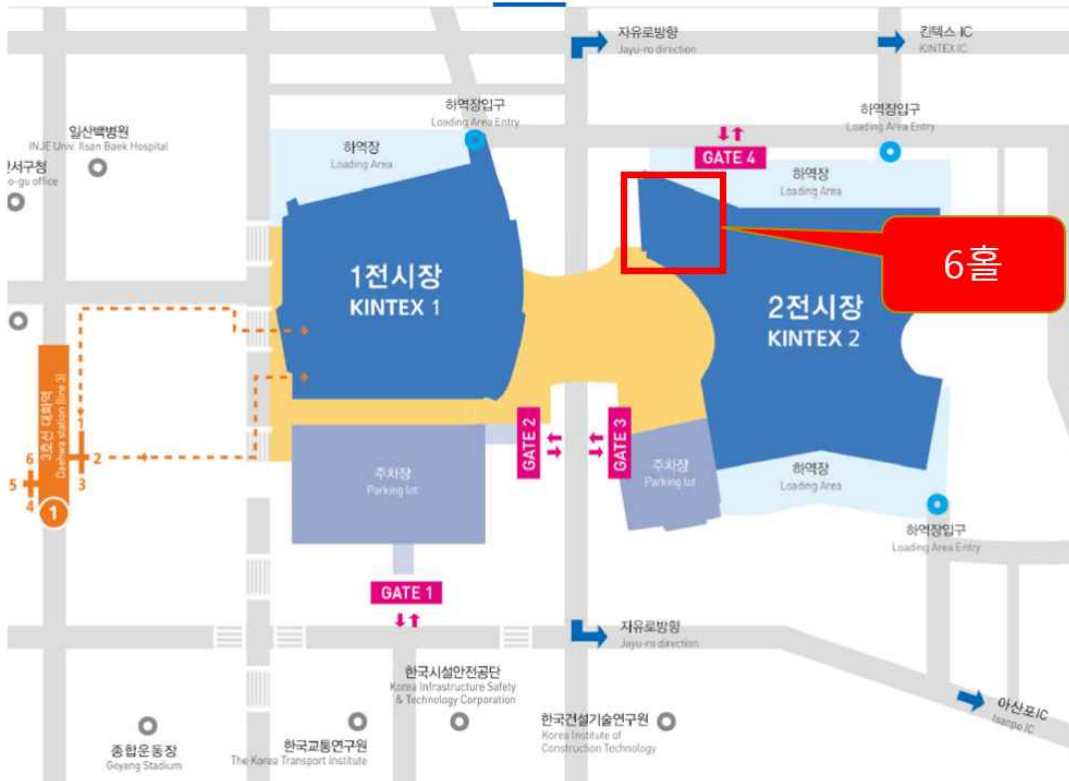 자유로방향
Jayu-ro direction
킨텍스 IC
KINTEX IC
하역장입구
Loading Area Entry
하역장입구
Loading Area Entry
일산백병원
INJE Univ. Ilsan Baek Hospital
하역장
Loading Area
GATE 4
하역장
Loading Area
산서구청
o-gu office
6홀
1전시장
KINTEX 1
2전시장
KINTEX 2
3호선 대화역
Daehwa station (line 3)
1
2
3
4
5
6
1
GATE 2
GATE 3
주차장
Parking lot
주차장
Parking lot
하역장
Loading Area
하역장입구
Loading Area Entry
GATE 1
자유로방향
Jayu-ro direction
한국시설안전공단
Korea Infrastructure Safety
& Technology Corporation
종합운동장
Goyang Stadium
한국교통연구원
The Korea Transport Institute
한국건설기술연구원
Korea Institute of
Construction Technology
이산포IC
Isanpo IC